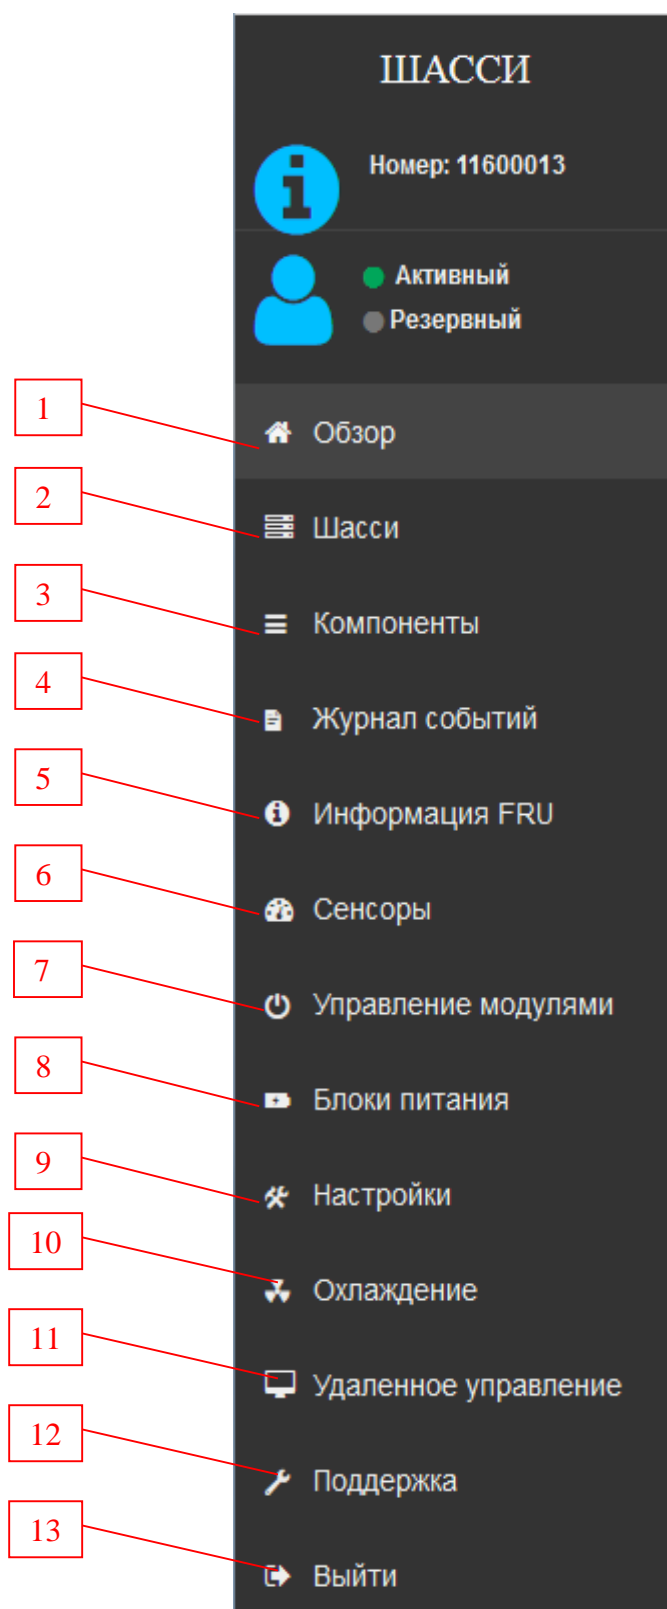 ШАССИ
Номер: 11600013
Активный
Резервный
1 Обзор
2 Шасси
3 Компоненты
4 Журнал событий
5 Информация FRU
6 Сенсоры
7 Управление модулями
8 Блоки питания
9 Настройки
10 Охлаждение
11 Удаленное управление
12 Поддержка
13 Выйти